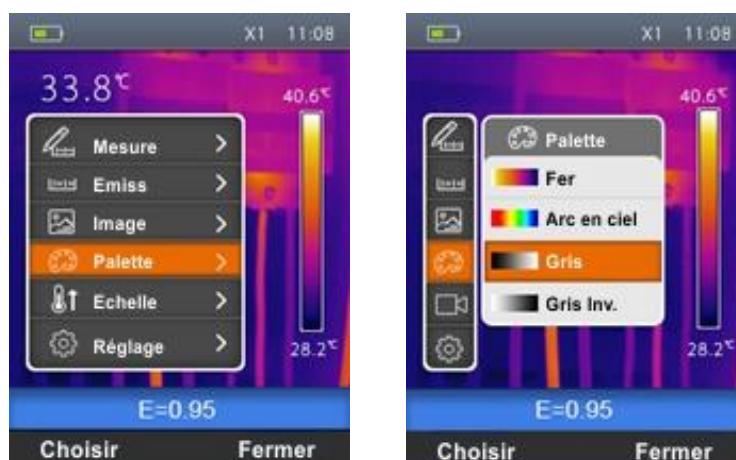 X1 11:08
33.8℃
40.6℃
Mesure
Emiss
Image
Palette
Echelle
Réglage
28.2℃
E=0.95
Choisir Fermer
X1 11:08
40.6℃
Palette
Fer
Arc en ciel
Gris
Gris Inv.
28.2℃
E=0.95
Choisir Fermer